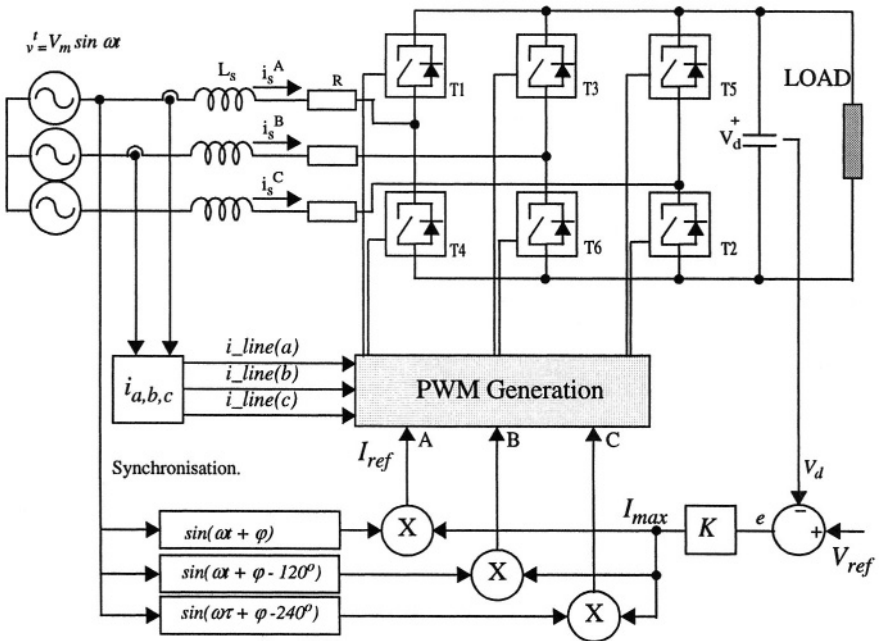 v^t=V_m sin ωt
L_s
i_s^A
R
T1
T3
T5
LOAD
i_s^B
+
V_d
i_s^C
T4
T6
T2
i_line(a)
i_line(b)
i_line(c)
i_a,b,c
PWM Generation
I_ref
A
B
C
Synchronisation.
V_d
sin(ωt + φ)
X
I_max
K
e
−
+
V_ref
sin(ωt + φ - 120°)
X
sin(ωτ + φ -240°)
X